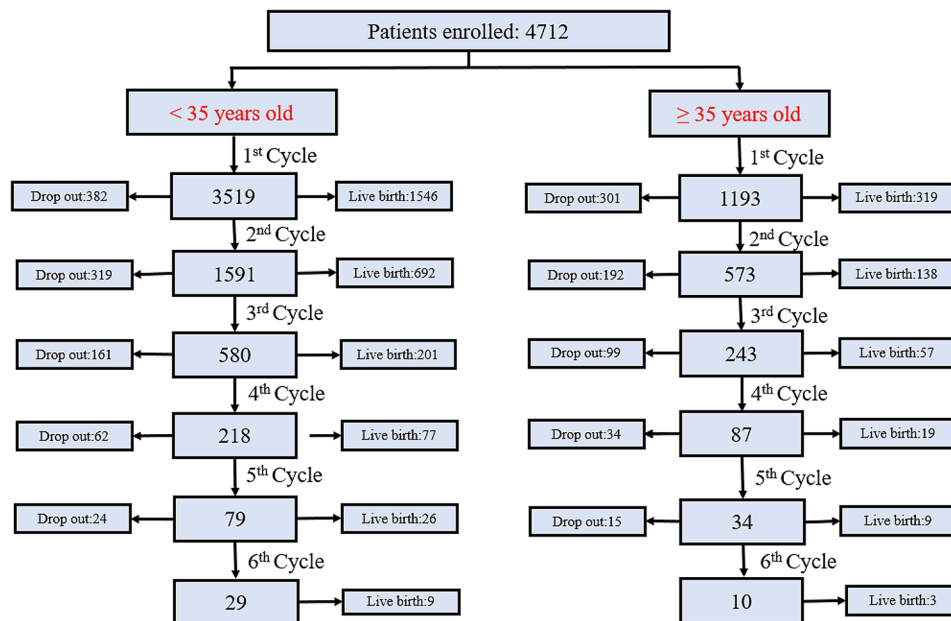 Patients enrolled: 4712
< 35 years old
≥ 35 years old
1st Cycle
1st Cycle
Drop out:382
3519
Live birth:1546
Drop out:301
1193
Live birth:319
2nd Cycle
2nd Cycle
Drop out:319
1591
Live birth:692
Drop out:192
573
Live birth:138
3rd Cycle
3rd Cycle
Drop out:161
580
Live birth:201
Drop out:99
243
Live birth:57
4th Cycle
4th Cycle
Drop out:62
218
Live birth:77
Drop out:34
87
Live birth:19
5th Cycle
5th Cycle
Drop out:24
79
Live birth:26
Drop out:15
34
Live birth:9
6th Cycle
6th Cycle
29
Live birth:9
10
Live birth:3